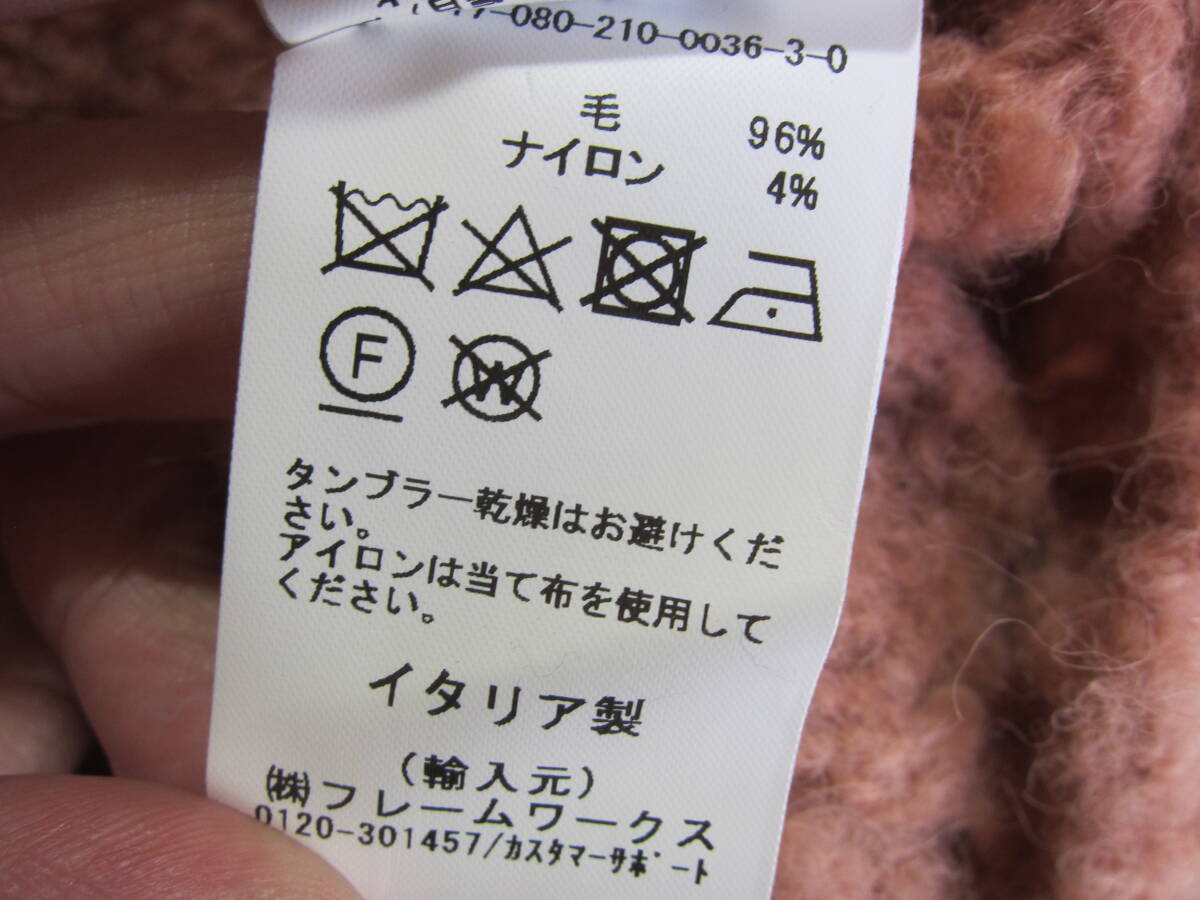 -080-210-0036-3-0
毛 96%
ナイロン 4%
F
W
タンブラー乾燥はお避けくだ
さい。
アイロンは当て布を使用して
ください。
イタリア製
(輸入元)
㈱フレームワークス
0120-301457/ｶｽﾀﾏｰｻﾎﾟｰﾄ